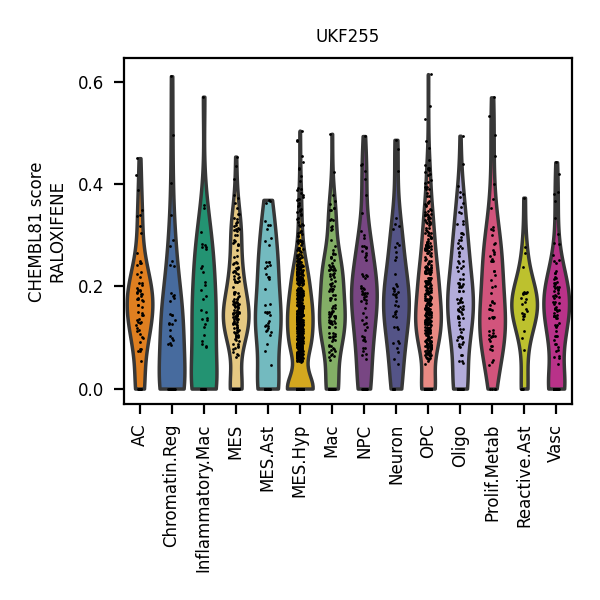 UKF255
CHEMBL81 score
RALOXIFENE
0.6
0.4
0.2
0.0
AC
Chromatin.Reg
Inflammatory.Mac
MES
MES.Ast
MES.Hyp
Mac
NPC
Neuron
OPC
Oligo
Prolif.Metab
Reactive.Ast
Vasc